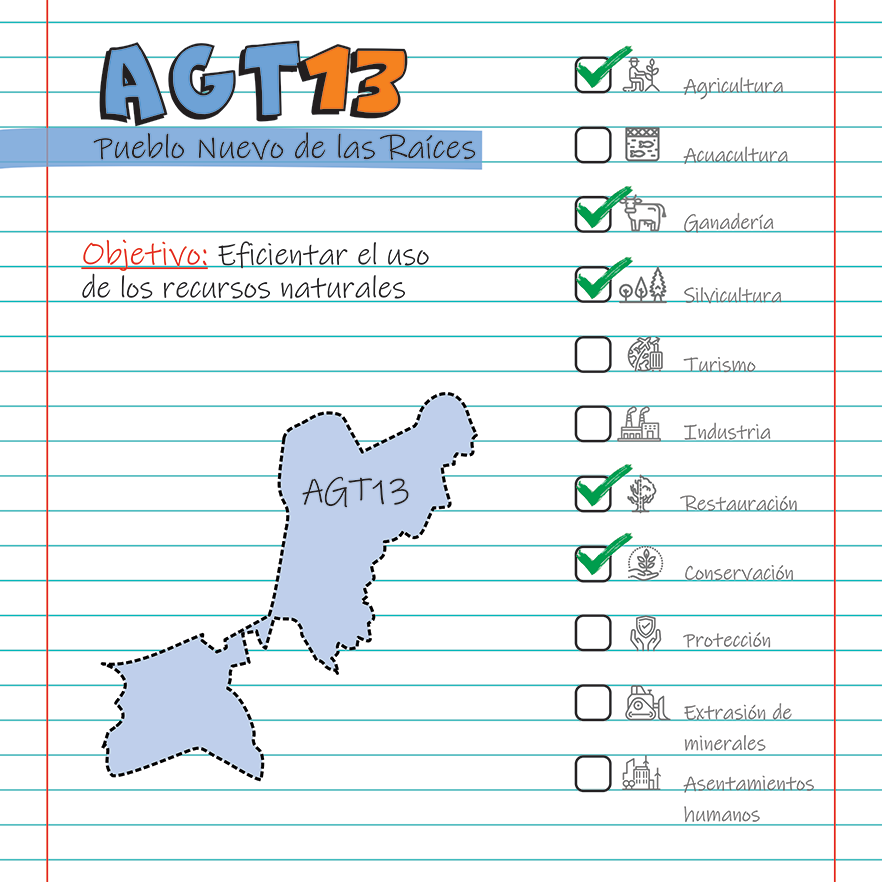 AGT13
Pueblo Nuevo de las Raíces
Objetivo: Eficientar el uso
de los recursos naturales
AGT13
Agricultura
Acuacultura
Ganadería
Silvicultura
Turismo
Industria
Restauración
Conservación
Protección
Extrasión de
minerales
Asentamientos
humanos